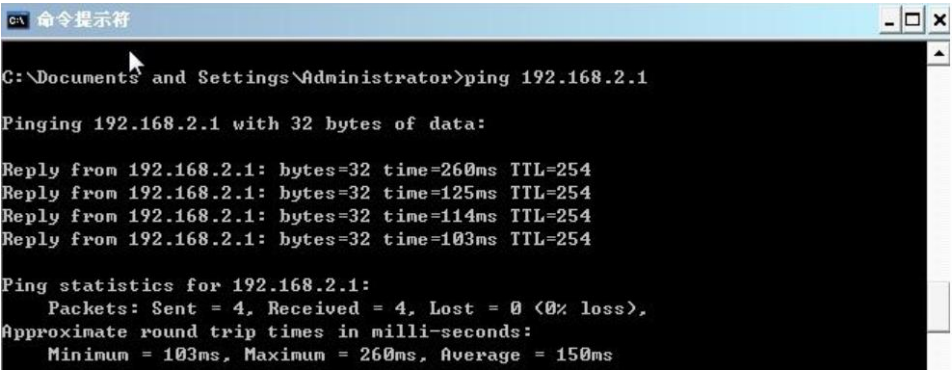 命令提示符
C:\Documents and Settings\Administrator>ping 192.168.2.1
Pinging 192.168.2.1 with 32 bytes of data:
Reply from 192.168.2.1: bytes=32 time=260ms TTL=254
Reply from 192.168.2.1: bytes=32 time=125ms TTL=254
Reply from 192.168.2.1: bytes=32 time=114ms TTL=254
Reply from 192.168.2.1: bytes=32 time=103ms TTL=254
Ping statistics for 192.168.2.1:
Packets: Sent = 4, Received = 4, Lost = 0 (0% loss),
Approximate round trip times in milli-seconds:
Minimum = 103ms, Maximum = 260ms, Average = 150ms